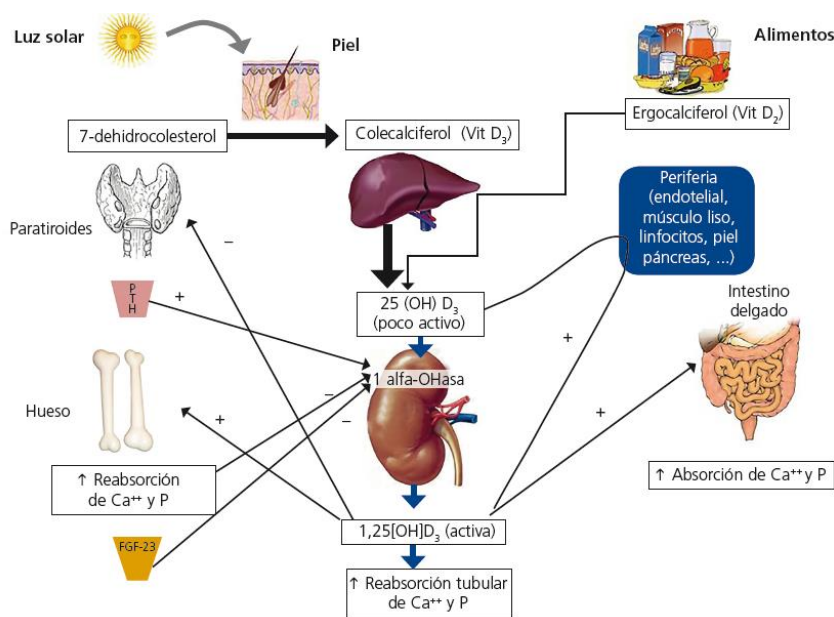 Luz solar
Piel
Alimentos
7-dehidrocolesterol
Colecalciferol (Vit D₃)
Ergocalciferol (Vit D₂)
Paratiroides
Periferia
(endotelial,
músculo liso,
linfocitos, piel
páncreas, ...)
–
P
T
H
+
25 (OH) D₃
(poco activo)
Intestino
delgado
+
1 alfa-OHasa
–
–
Hueso
+
+
↑ Reabsorción
de Ca⁺⁺ y P
↑ Absorción de Ca⁺⁺ y P
FGF-23
1,25[OH]D₃ (activa)
↑ Reabsorción tubular
de Ca⁺⁺ y P